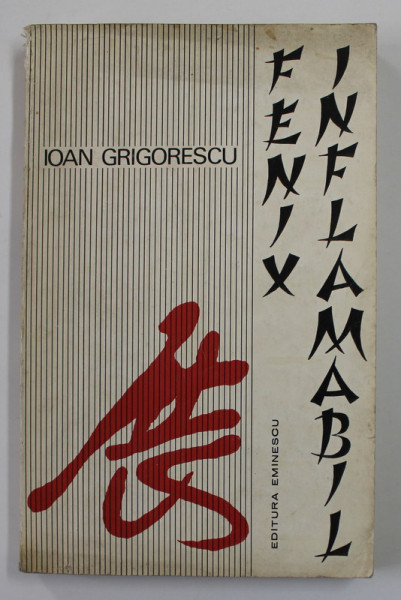 IOAN GRIGORESCU
FENIX
INFLAMABIL
EDITURA EMINESCU